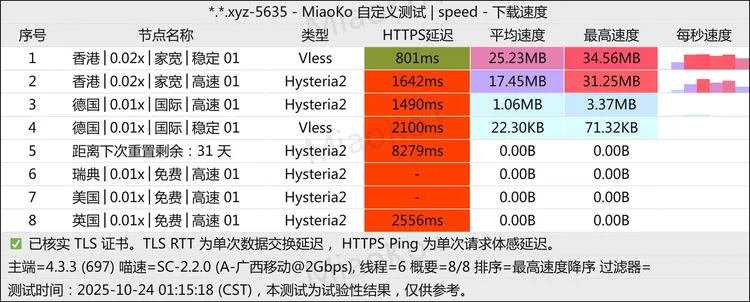 *.*.xyz-5635 - MiaoKo 自定义测试 | speed - 下载速度
序号 节点名称 类型 HTTPS延迟 平均速度 最高速度 每秒速度
1 香港 | 0.02x | 家宽 | 稳定 01 Vless 801ms 25.23MB 34.56MB
2 香港 | 0.02x | 家宽 | 高速 01 Hysteria2 1642ms 17.45MB 31.25MB
3 德国 | 0.01x | 国际 | 高速 01 Hysteria2 1490ms 1.06MB 3.37MB
4 德国 | 0.01x | 国际 | 稳定 01 Vless 2100ms 22.30KB 71.32KB
5 距离下次重置剩余：31 天 Hysteria2 8279ms 0.00B 0.00B
6 瑞典 | 0.01x | 免费 | 高速 01 Hysteria2 - 0.00B 0.00B
7 美国 | 0.01x | 免费 | 高速 01 Hysteria2 - 0.00B 0.00B
8 英国 | 0.01x | 免费 | 高速 01 Hysteria2 2556ms 0.00B 0.00B
✅ 已核实 TLS 证书。TLS RTT 为单次数据交换延迟， HTTPS Ping 为单次请求体感延迟。
主端=4.3.3 (697) 喵速=SC-2.2.0 (A-广西移动@2Gbps), 线程=6 概要=8/8 排序=最高速度降序 过滤器=
测试时间：2025-10-24 01:15:18 (CST)，本测试为试验性结果，仅供参考。